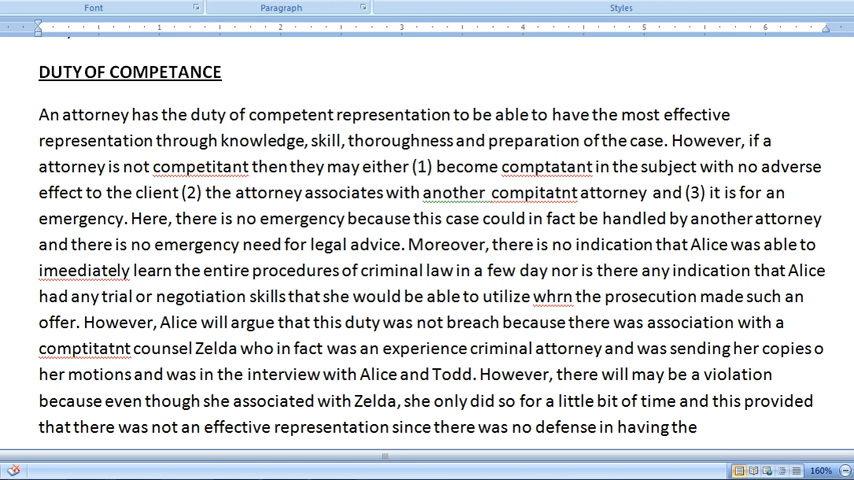 Font Paragraph Styles
1 2 3 4 5 6
DUTY OF COMPETANCE
An attorney has the duty of competent representation to be able to have the most effective
representation through knowledge, skill, thoroughness and preparation of the case. However, if a
attorney is not competitant then they may either (1) become comptatant in the subject with no adverse
effect to the client (2) the attorney associates with another compitatnt attorney and (3) it is for an
emergency. Here, there is no emergency because this case could in fact be handled by another attorney
and there is no emergency need for legal advice. Moreover, there is no indication that Alice was able to
imeediately learn the entire procedures of criminal law in a few day nor is there any indication that Alice
had any trial or negotiation skills that she would be able to utilize whrn the prosecution made such an
offer. However, Alice will argue that this duty was not breach because there was association with a
comptitatnt counsel Zelda who in fact was an experience criminal attorney and was sending her copies o
her motions and was in the interview with Alice and Todd. However, there will may be a violation
because even though she associated with Zelda, she only did so for a little bit of time and this provided
that there was not an effective representation since there was no defense in having the
160%